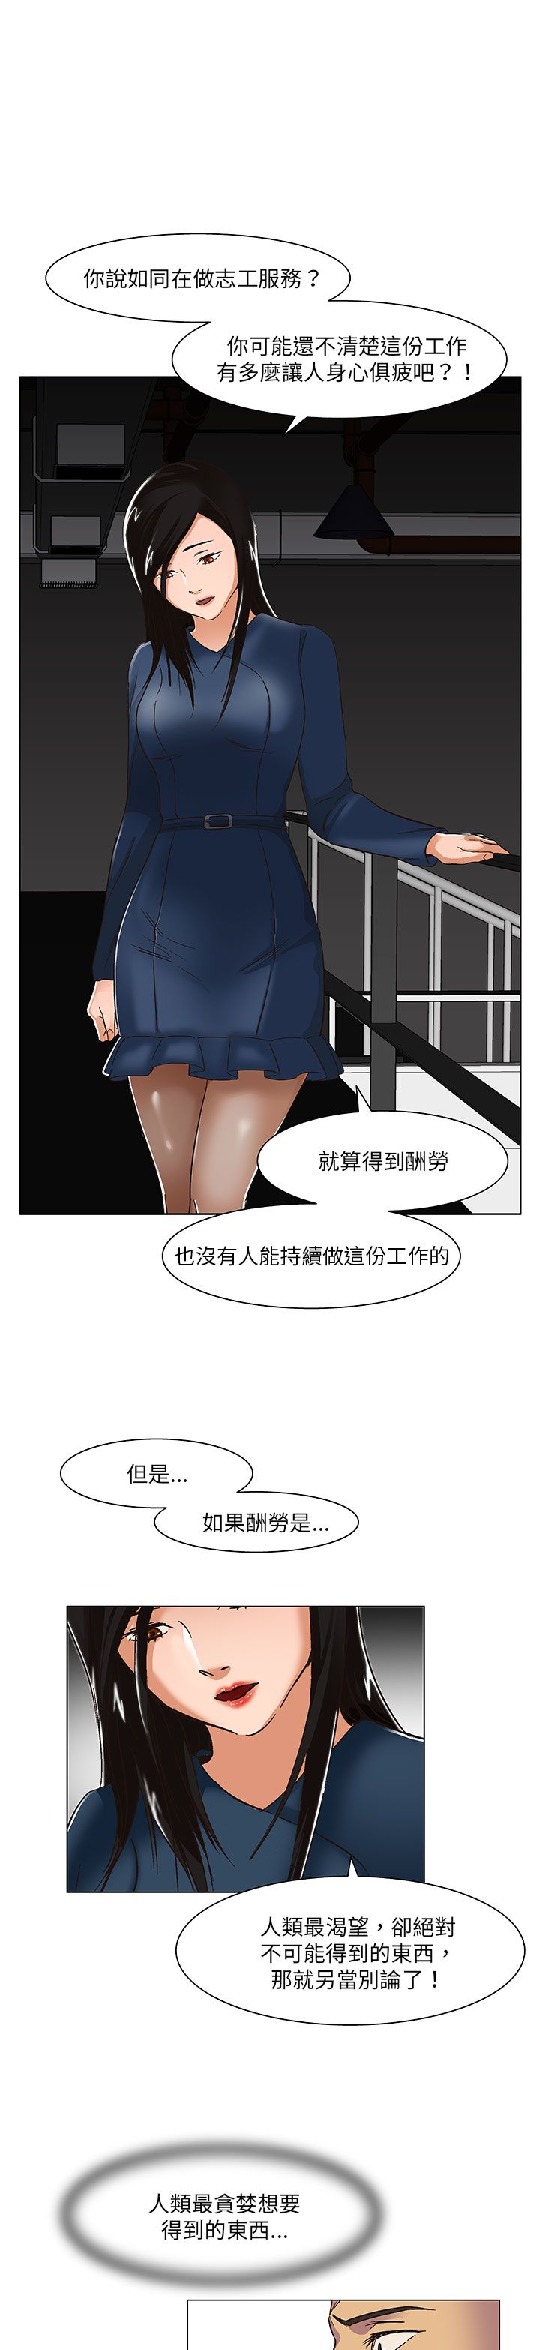 你說如同在做志工服務？
你可能還不清楚這份工作
有多麼讓人身心俱疲吧？！
就算得到酬勞
也沒有人能持續做這份工作的
但是...
如果酬勞是...
人類最渴望，卻絕對
不可能得到的東西，
那就另當別論了！
人類最貪婪想要
得到的東西...